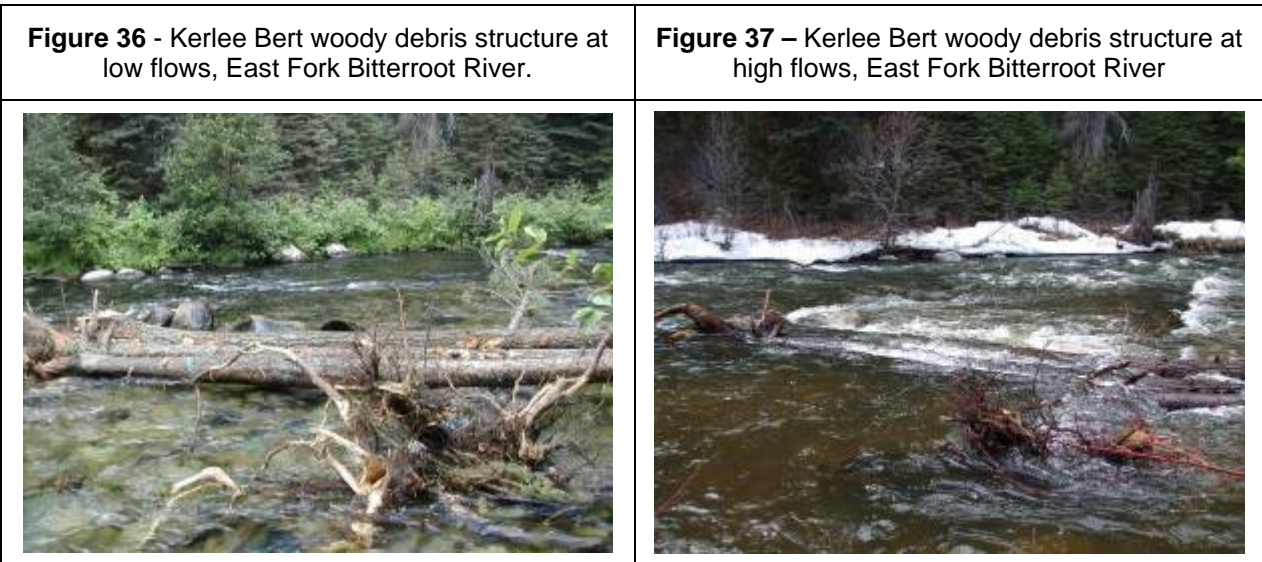 Figure 36 - Kerlee Bert woody debris structure at
low flows, East Fork Bitterroot River.
Figure 37 – Kerlee Bert woody debris structure at
high flows, East Fork Bitterroot River